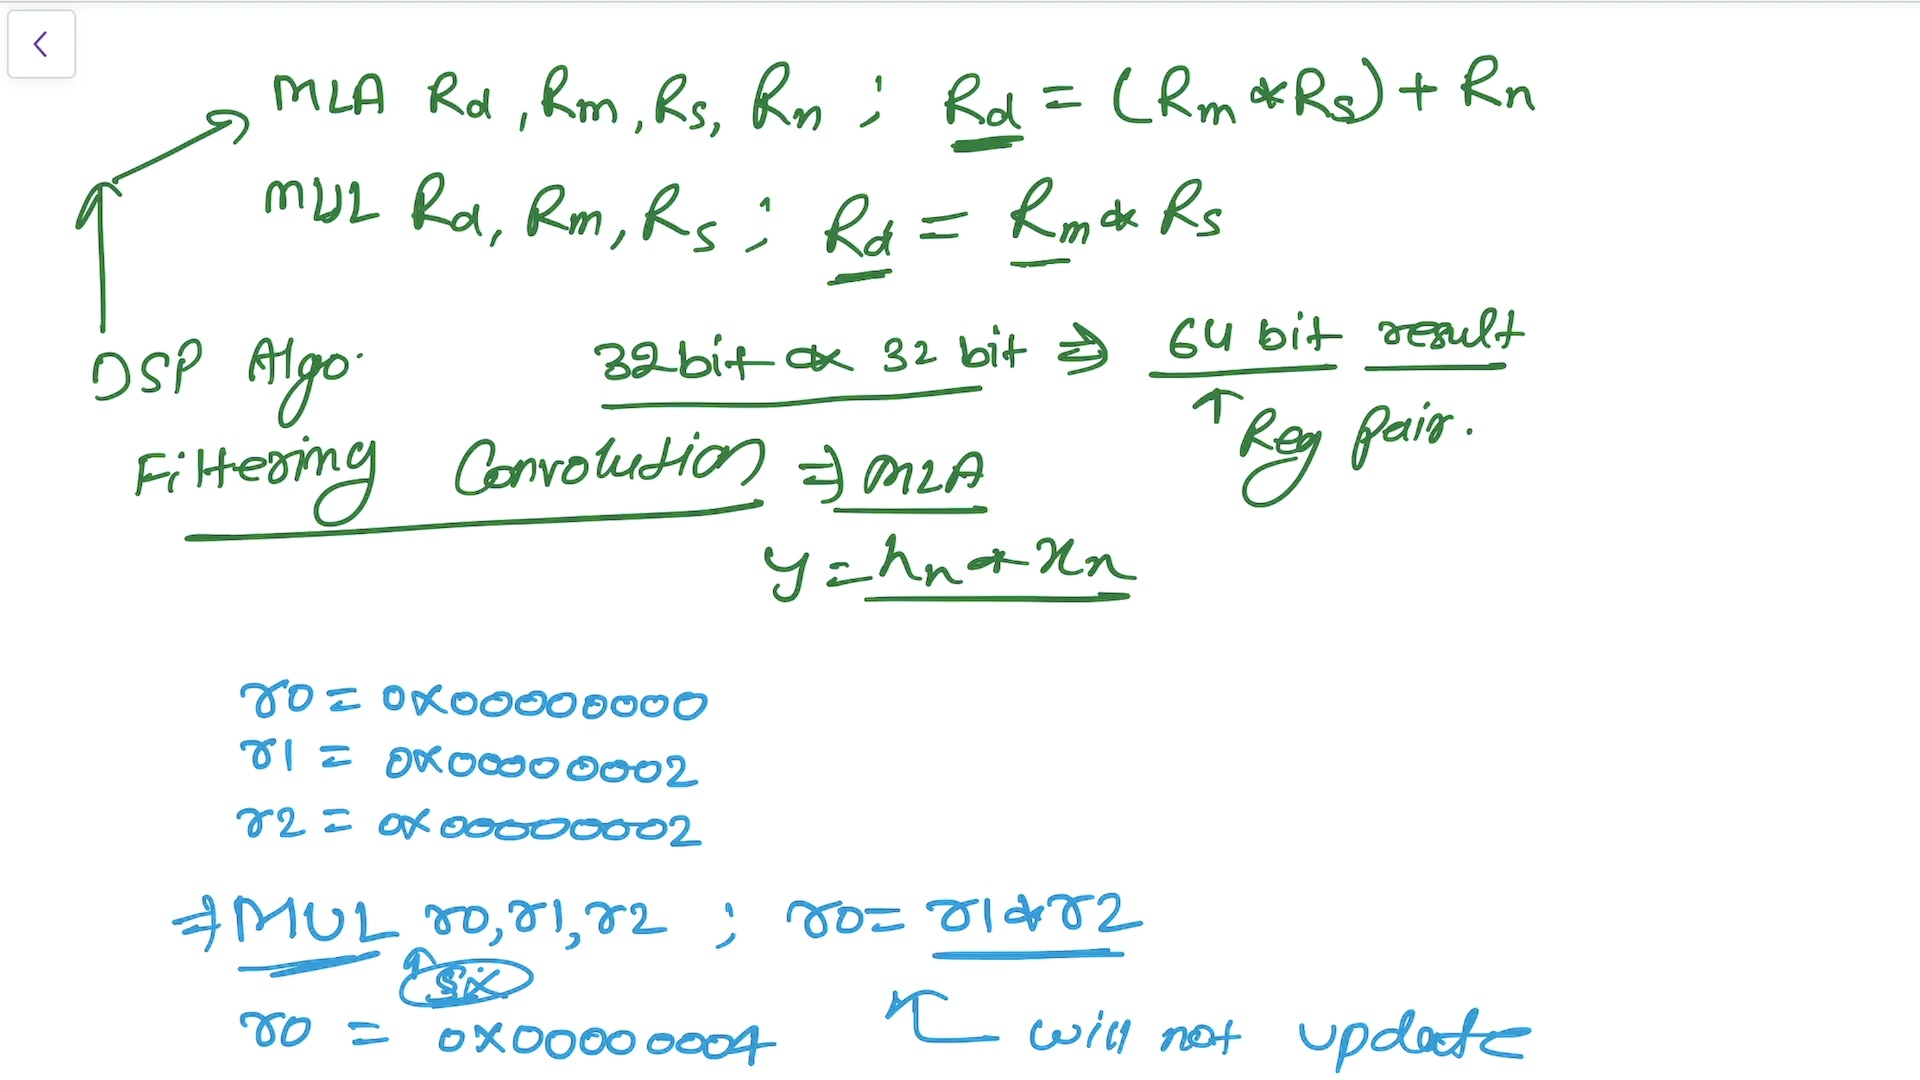 MLA Rd, Rm, Rs, Rn ; Rd = (Rm * Rs) + Rn
MUL Rd, Rm, Rs ; Rd = Rm * Rs
DSP Algo.
32 bit * 32 bit ⇒ 64 bit result
↑ Reg pair.
Filtering Convolution ⇒ MLA
y = hn * xn
r0 = 0x00000000
r1 = 0x00000002
r2 = 0x00000002
⇒ MUL r0, r1, r2 ; r0 = r1 * r2
r0 = 0x00000004 will not update